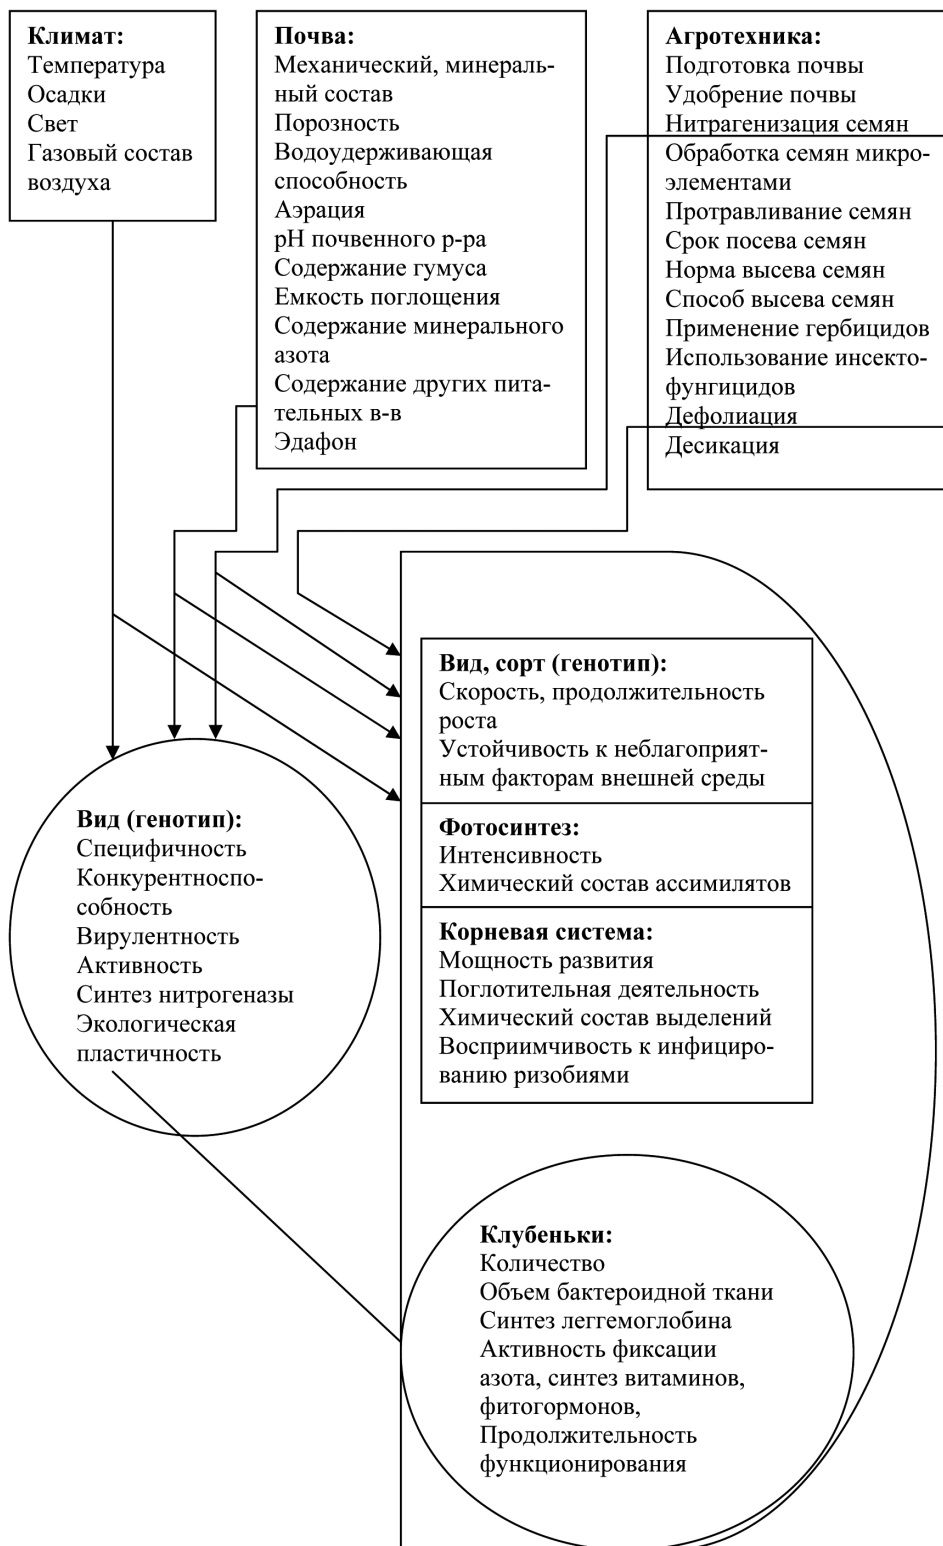 Климат:
Температура
Осадки
Свет
Газовый состав
воздуха
Почва:
Механический, минераль-
ный состав
Порозность
Водоудерживающая
способность
Аэрация
рН почвенного р-ра
Содержание гумуса
Емкость поглощения
Содержание минерального
азота
Содержание других пита-
тельных в-в
Эдафон
Агротехника:
Подготовка почвы
Удобрение почвы
Нитрагенизация семян
Обработка семян микро-
элементами
Протравливание семян
Срок посева семян
Норма высева семян
Способ высева семян
Применение гербицидов
Использование инсекто-
фунгицидов
Дефолиация
Десикация
Вид (генотип):
Специфичность
Конкурентноспо-
собность
Вирулентность
Активность
Синтез нитрогеназы
Экологическая
пластичность
Вид, сорт (генотип):
Скорость, продолжительность
роста
Устойчивость к неблагоприят-
ным факторам внешней среды
Фотосинтез:
Интенсивность
Химический состав ассимилятов
Корневая система:
Мощность развития
Поглотительная деятельность
Химический состав выделений
Восприимчивость к инфициро-
ванию ризобиями
Клубеньки:
Количество
Объем бактероидной ткани
Синтез леггемоглобина
Активность фиксации
азота, синтез витаминов,
фитогормонов,
Продолжительность
функционирования